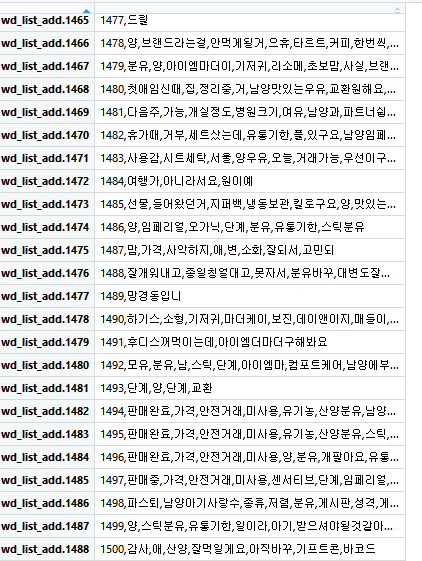 wd_list_add.1465 1477,드릴
wd_list_add.1466 1478,양,브랜드라는걸,안먹게될거,으휴,타르트,커피,한번씩,...
wd_list_add.1467 1479,분유,양,아이엠마더이,기저귀,리소메,초보맘,사실,브랜...
wd_list_add.1468 1480,첫애임신때,집,정리중,거,남양맛있는우유,교환원해요,...
wd_list_add.1469 1481,다음주,가능,개실정도,병원크기,여유,남양과,파트너쉽...
wd_list_add.1470 1482,휴가때,거부,세트샀는데,유통기한,풀,있구요,남양임페...
wd_list_add.1471 1483,사용감,시트세탁,서울,양우유,오늘,거래가능,우선이구...
wd_list_add.1472 1484,여행가,아니라서요,원이예
wd_list_add.1473 1485,선물,들어왔던거,지퍼백,냉동보관,킬로구요,양,맛있는...
wd_list_add.1474 1486,양,임페리얼,오가닉,단계,분유,유통기한,스틱분유
wd_list_add.1475 1487,맘,가격,사악하지,애,변,소화,잘되서,고민되
wd_list_add.1476 1488,잘개워내고,종일칭얼대고,못자서,분유바꾸,대변도잘...
wd_list_add.1477 1489,망경동입니
wd_list_add.1478 1490,하기스,소형,기저귀,마더케이,보진,데이앤이지,매듭이,...
wd_list_add.1479 1491,후디스꺼먹이는데,아이엠더마더구해봐요
wd_list_add.1480 1492,모유,분유,남,스틱,단계,아이엠마,컴포트케어,남양에부...
wd_list_add.1481 1493,단계,양,단계,교환
wd_list_add.1482 1494,판매완료,가격,안전거래,미사용,유기농,산양분유,남양...
wd_list_add.1483 1495,판매완료,가격,안전거래,미사용,유기농,산양분유,스틱,...
wd_list_add.1484 1496,판매완료,가격,안전거래,미사용,양,분유,개팔아요,유통...
wd_list_add.1485 1497,판매중,가격,안전거래,미사용,센서티브,단계,임페리얼,...
wd_list_add.1486 1498,파스퇴,남양아기사랑수,종류,저렴,분유,게시판,성격,게...
wd_list_add.1487 1499,양,스틱분유,유통기한,일이라,아기,받으셔야될것같아...
wd_list_add.1488 1500,감사,애,산양,잘먹일게요,아직바꾸,기프트콘,바코드